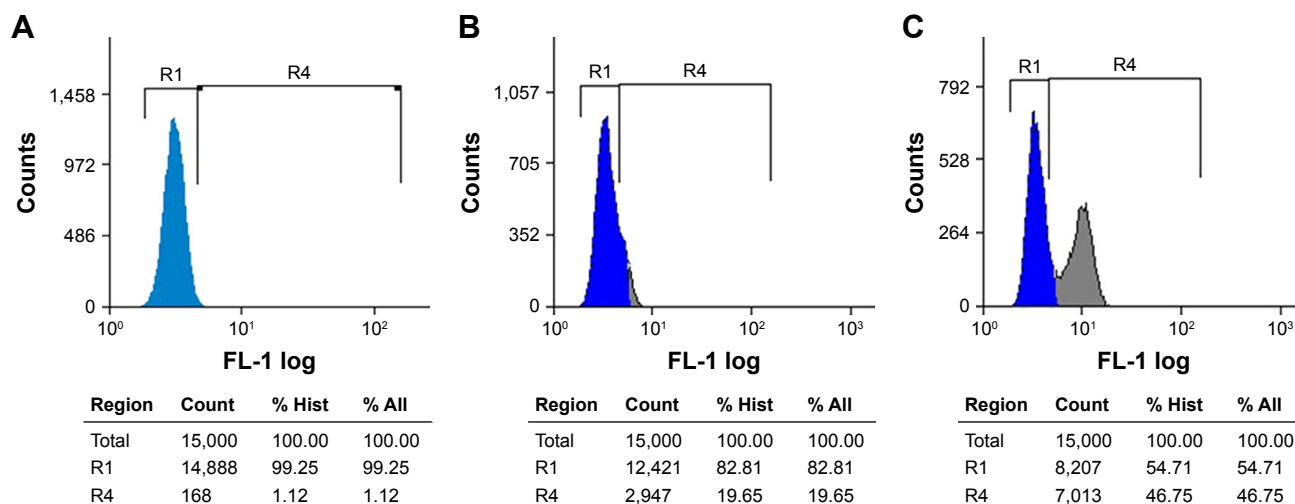 A
Counts
1,458
972
486
0
R1
R4
10⁰
10¹
10²
FL-1 log
Region Count % Hist % All
Total 15,000 100.00 100.00
R1 14,888 99.25 99.25
R4 168 1.12 1.12
B
Counts
1,057
705
352
0
R1
R4
10⁰
10¹
10²
10³
FL-1 log
Region Count % Hist % All
Total 15,000 100.00 100.00
R1 12,421 82.81 82.81
R4 2,947 19.65 19.65
C
Counts
792
528
264
0
R1
R4
10⁰
10¹
10²
10³
FL-1 log
Region Count % Hist % All
Total 15,000 100.00 100.00
R1 8,207 54.71 54.71
R4 7,013 46.75 46.75